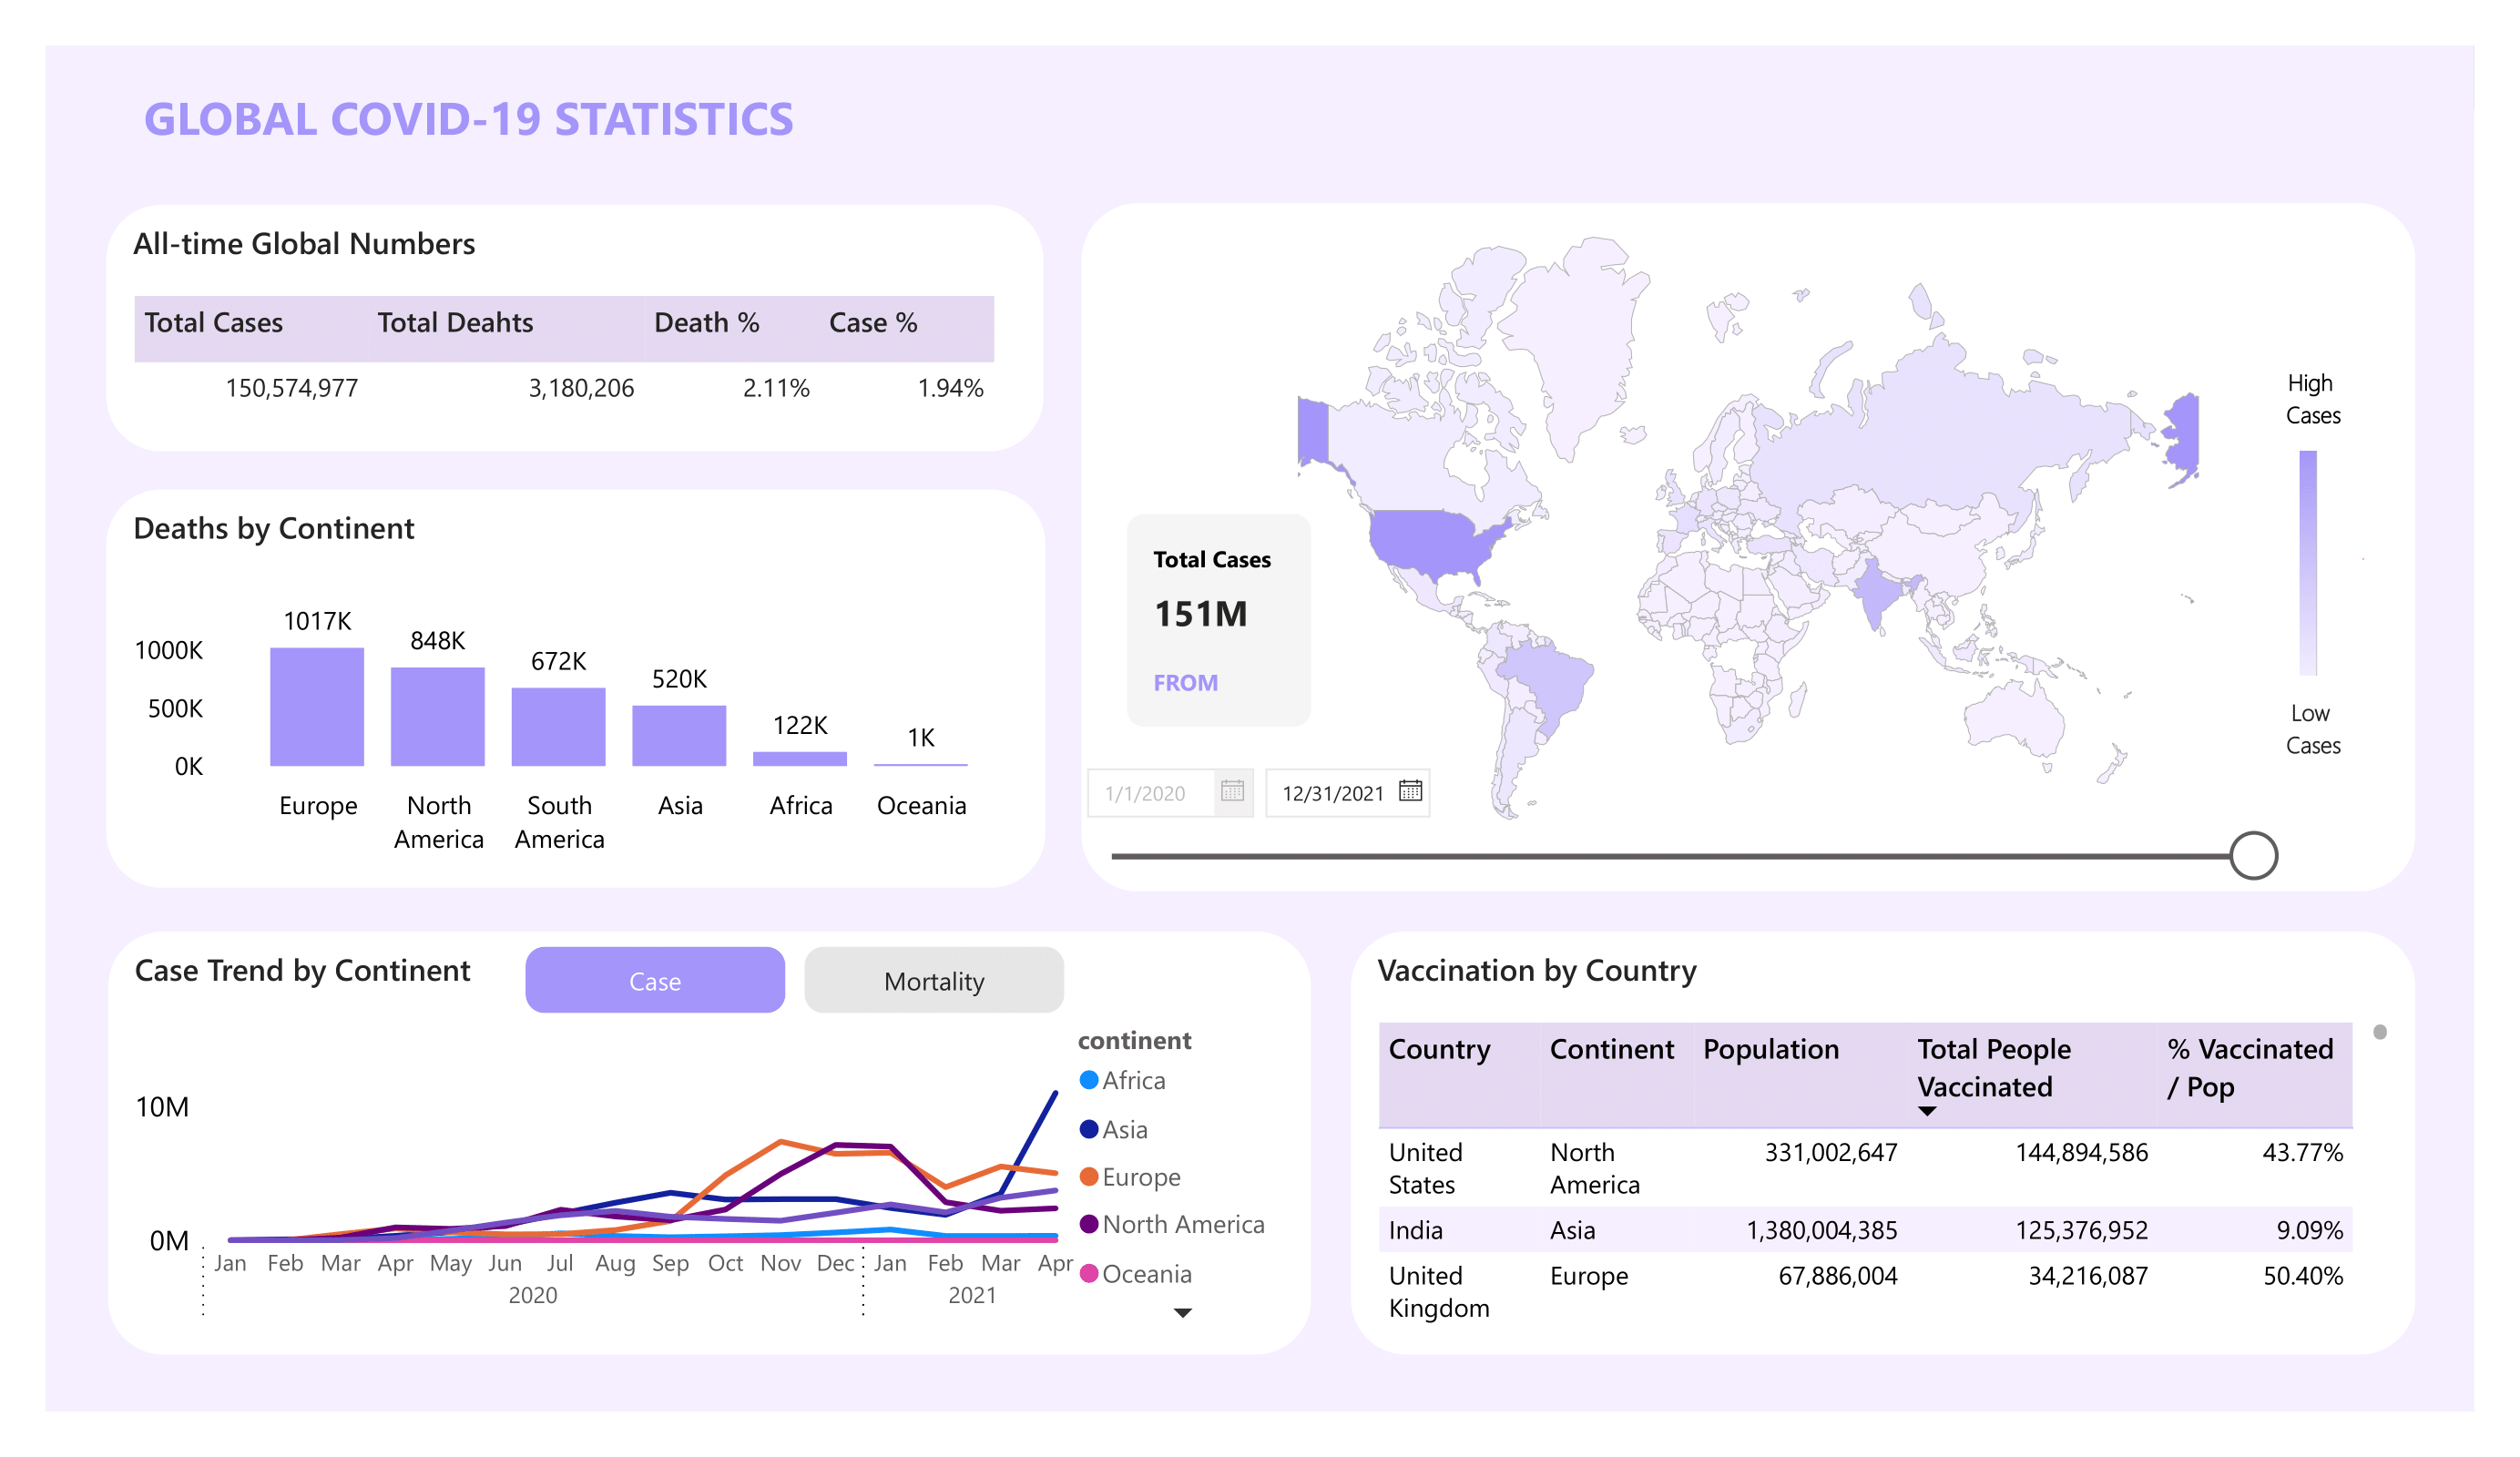 GLOBAL COVID-19 STATISTICS
All-time Global Numbers
Total Cases Total Deahts Death % Case %
150,574,977 3,180,206 2.11% 1.94%
Deaths by Continent
1000K
500K
0K
1017K
848K
672K
520K
122K
1K
Europe North South Asia Africa Oceania
America America
High
Cases
Low
Cases
Total Cases
151M
FROM
1/1/2020 12/31/2021
Case Trend by Continent Case Mortality
10M
0M
Jan Feb Mar Apr May Jun Jul Aug Sep Oct Nov Dec Jan Feb Mar Apr
2020 2021
continent
Africa
Asia
Europe
North America
Oceania
Vaccination by Country
Country Continent Population Total People % Vaccinated
Vaccinated / Pop
United North 331,002,647 144,894,586 43.77%
States America
India Asia 1,380,004,385 125,376,952 9.09%
United Europe 67,886,004 34,216,087 50.40%
Kingdom